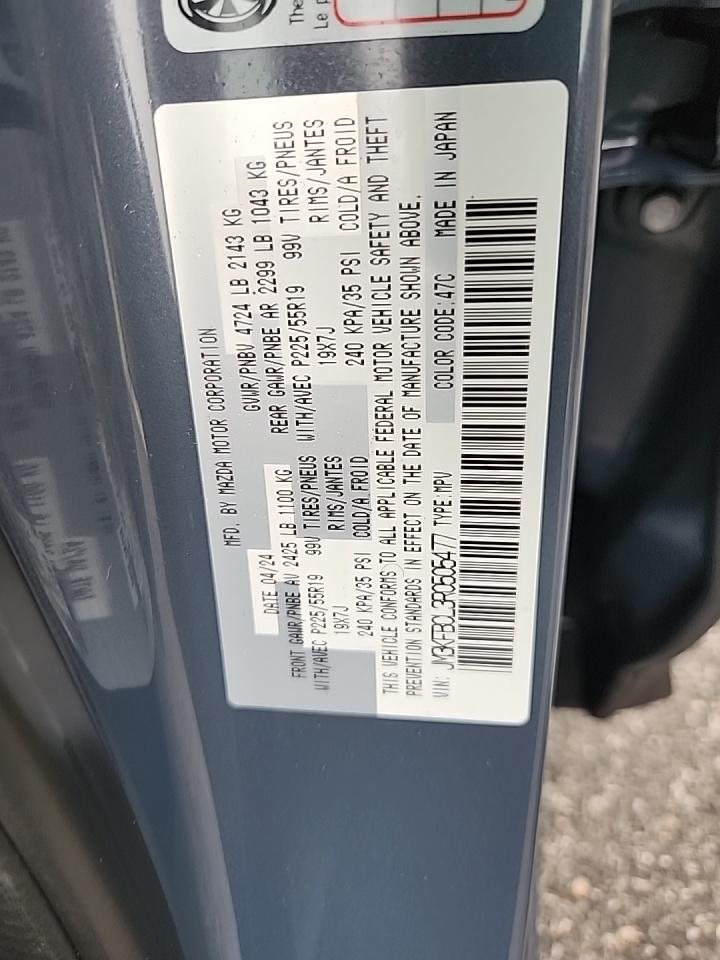 The
Le p
MFD. BY MAZDA MOTOR CORPORATION
DATE 04/24 GVWR/PNBV 4724 LB 2143 KG
FRONT GAWR/PNBE AV 2425 LB 1100 KG REAR GAWR/PNBE AR 2299 LB 1043 KG
WITH/AVEC P225/55R19 99V TIRES/PNEUS WITH/AVEC P225/55R19 99V TIRES/PNEUS
19X7J RIMS/JANTES 19X7J RIMS/JANTES
240 KPA/35 PSI COLD/A FROID 240 KPA/35 PSI COLD/A FROID
THIS VEHICLE CONFORMS TO ALL APPLICABLE FEDERAL MOTOR VEHICLE SAFETY AND THEFT
PREVENTION STANDARDS IN EFFECT ON THE DATE OF MANUFACTURE SHOWN ABOVE.
VIN: JM3KFBCL3R0505477 TYPE:MPV COLOR CODE:47C MADE IN JAPAN